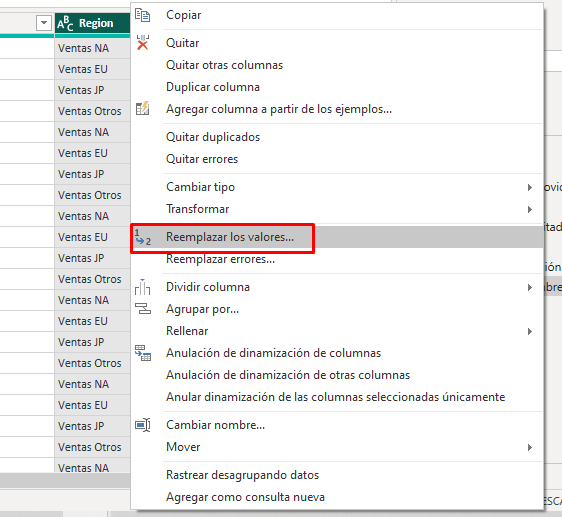 Region
Ventas NA
Ventas EU
Ventas JP
Ventas Otros
Ventas NA
Ventas EU
Ventas JP
Ventas Otros
Ventas NA
Ventas EU
Ventas JP
Ventas Otros
Ventas NA
Ventas EU
Ventas JP
Ventas Otros
Ventas NA
Ventas EU
Ventas JP
Ventas Otros
Ventas NA
Copiar
Quitar
Quitar otras columnas
Duplicar columna
Agregar columna a partir de los ejemplos...
Quitar duplicados
Quitar errores
Cambiar tipo
Transformar
Reemplazar los valores...
Reemplazar errores...
Dividir columna
Agrupar por...
Rellenar
Anulación de dinamización de columnas
Anulación de dinamización de otras columnas
Anular dinamización de las columnas seleccionadas únicamente
Cambiar nombre...
Mover
Rastrear desagrupando datos
Agregar como consulta nueva